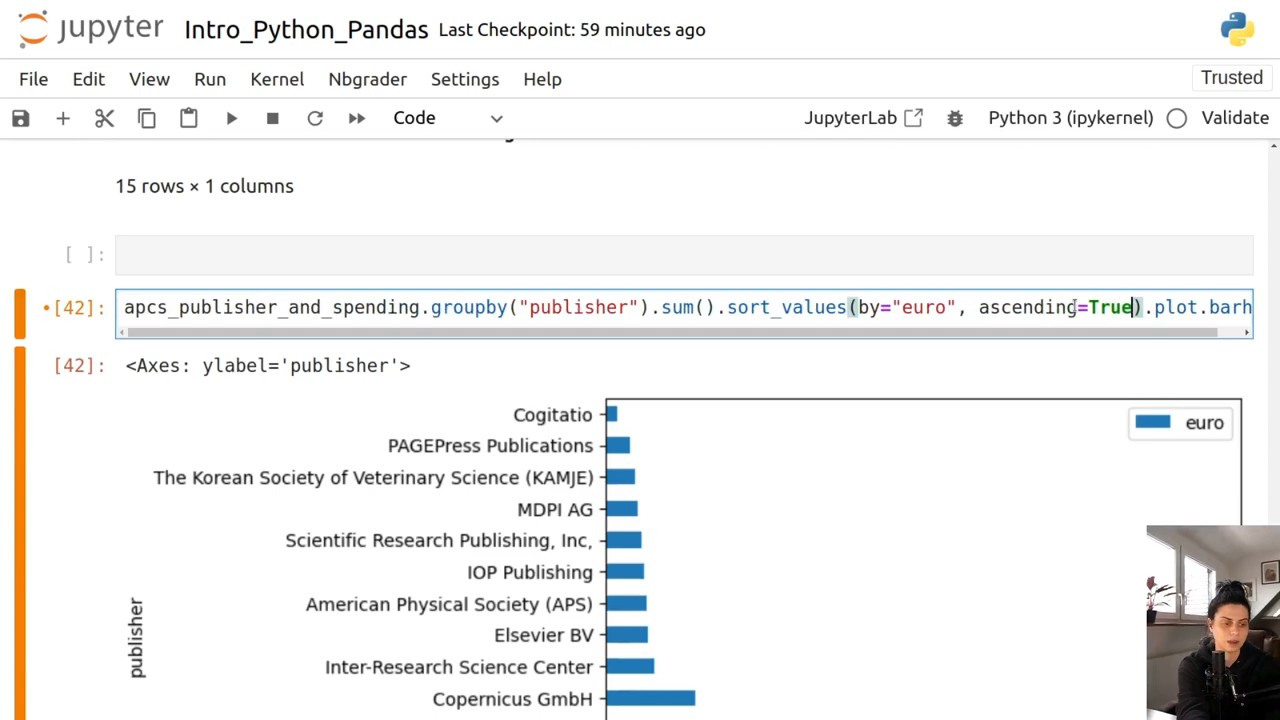 jupyter Intro_Python_Pandas Last Checkpoint: 59 minutes ago
File Edit View Run Kernel Nbgrader Settings Help Trusted
Code JupyterLab Python 3 (ipykernel) Validate
15 rows × 1 columns
[ ]:
[42]: apcs_publisher_and_spending.groupby("publisher").sum().sort_values(by="euro", ascending=True).plot.barh
[42]: <Axes: ylabel='publisher'>
Cogitatio
euro
PAGEPress Publications
The Korean Society of Veterinary Science (KAMJE)
MDPI AG
Scientific Research Publishing, Inc,
IOP Publishing
American Physical Society (APS)
Elsevier BV
publisher
Inter-Research Science Center
Copernicus GmbH